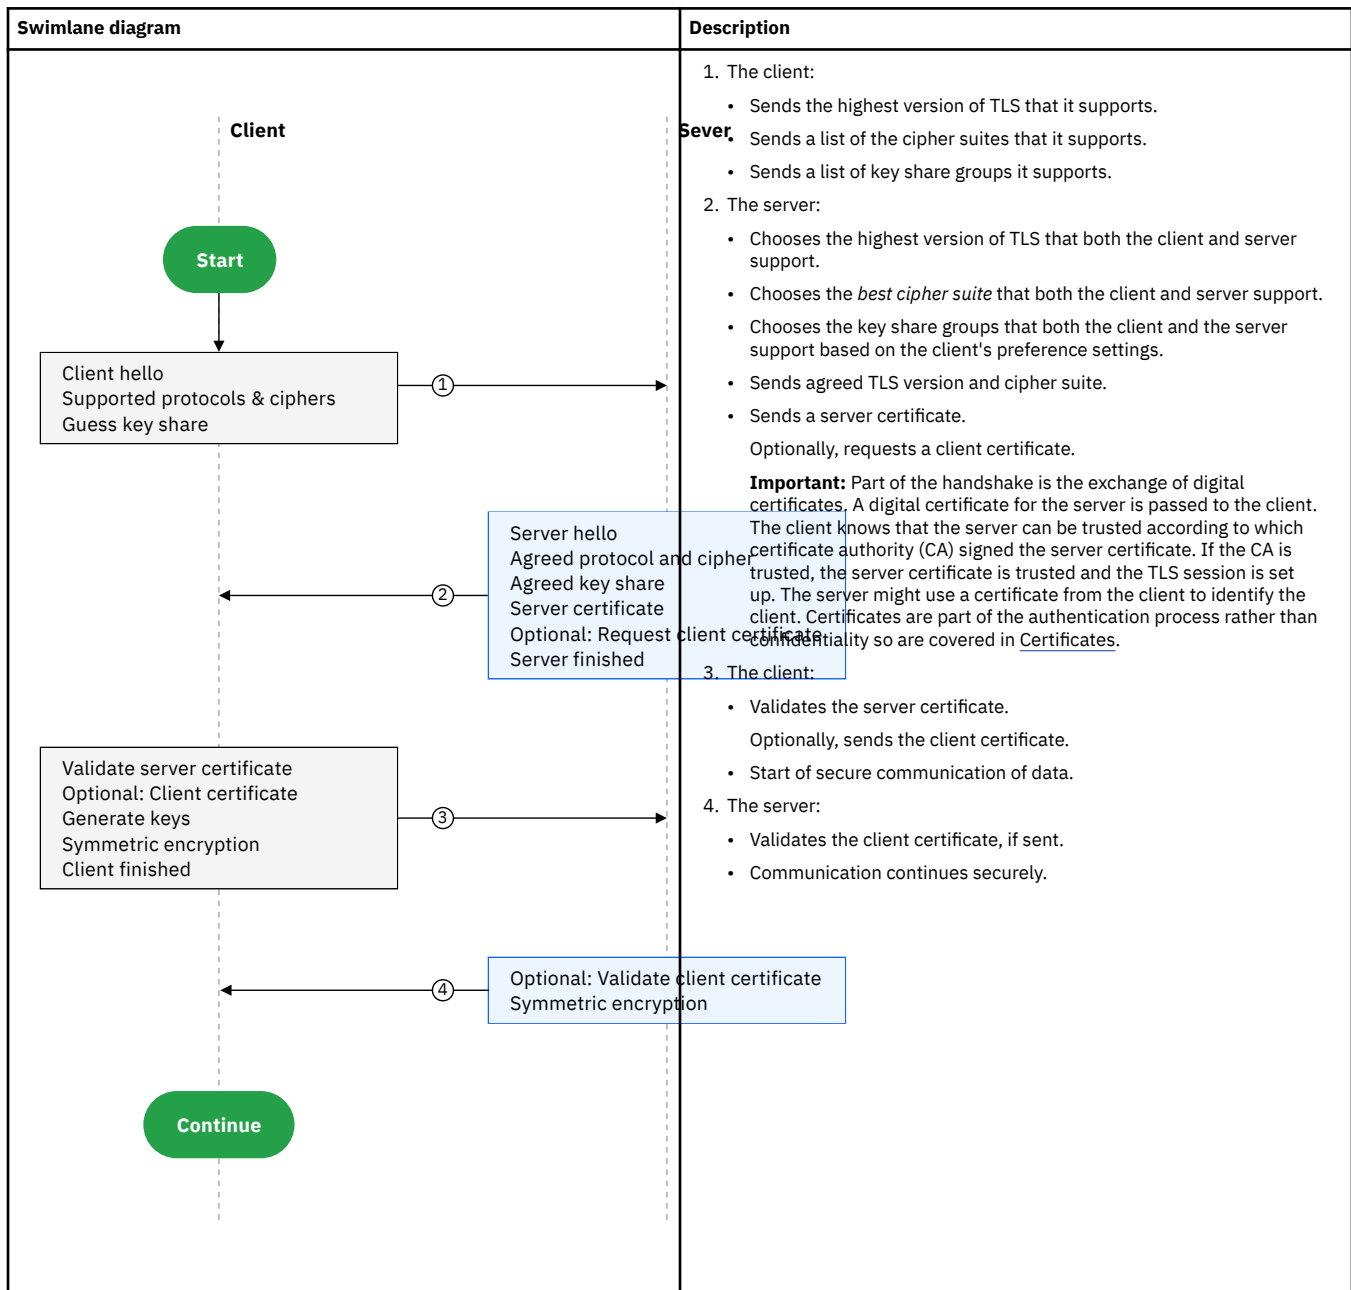 Swimlane diagram
Description
Client
Sever
Start
Client hello
Supported protocols & ciphers
Guess key share
1
Server hello
Agreed protocol and cipher
Agreed key share
Server certificate
Optional: Request client certificate
Server finished
2
Validate server certificate
Optional: Client certificate
Generate keys
Symmetric encryption
Client finished
3
Optional: Validate client certificate
Symmetric encryption
4
Continue
1. The client:
• Sends the highest version of TLS that it supports.
• Sends a list of the cipher suites that it supports.
• Sends a list of key share groups it supports.
2. The server:
• Chooses the highest version of TLS that both the client and server
support.
• Chooses the best cipher suite that both the client and server support.
• Chooses the key share groups that both the client and the server
support based on the client's preference settings.
• Sends agreed TLS version and cipher suite.
• Sends a server certificate.
Optionally, requests a client certificate.
Important: Part of the handshake is the exchange of digital
certificates. A digital certificate for the server is passed to the client.
The client knows that the server can be trusted according to which
certificate authority (CA) signed the server certificate. If the CA is
trusted, the server certificate is trusted and the TLS session is set
up. The server might use a certificate from the client to identify the
client. Certificates are part of the authentication process rather than
confidentiality so are covered in Certificates.
3. The client:
• Validates the server certificate.
Optionally, sends the client certificate.
• Start of secure communication of data.
4. The server:
• Validates the client certificate, if sent.
• Communication continues securely.